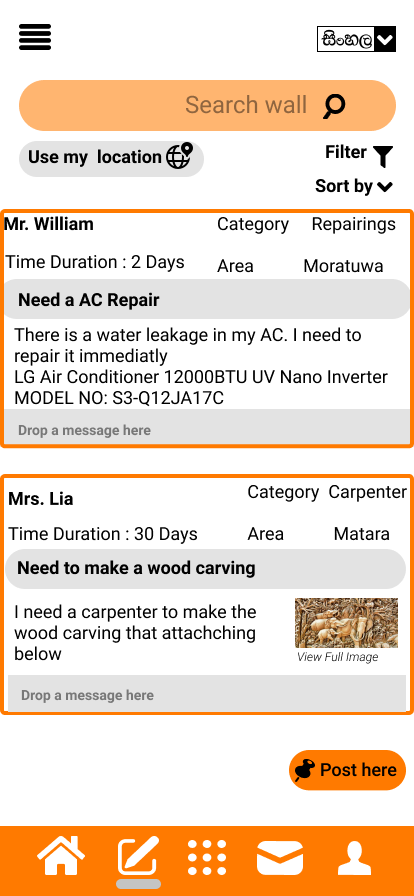 සිංහල
Search wall
Use my location
Filter
Sort by
Mr. William Category Repairings
Time Duration : 2 Days Area Moratuwa
Need a AC Repair
There is a water leakage in my AC. I need to
repair it immediatly
LG Air Conditioner 12000BTU UV Nano Inverter
MODEL NO: S3-Q12JA17C
Drop a message here
Mrs. Lia Category Carpenter
Time Duration : 30 Days Area Matara
Need to make a wood carving
I need a carpenter to make the
wood carving that attachching
below
View Full Image
Drop a message here
Post here